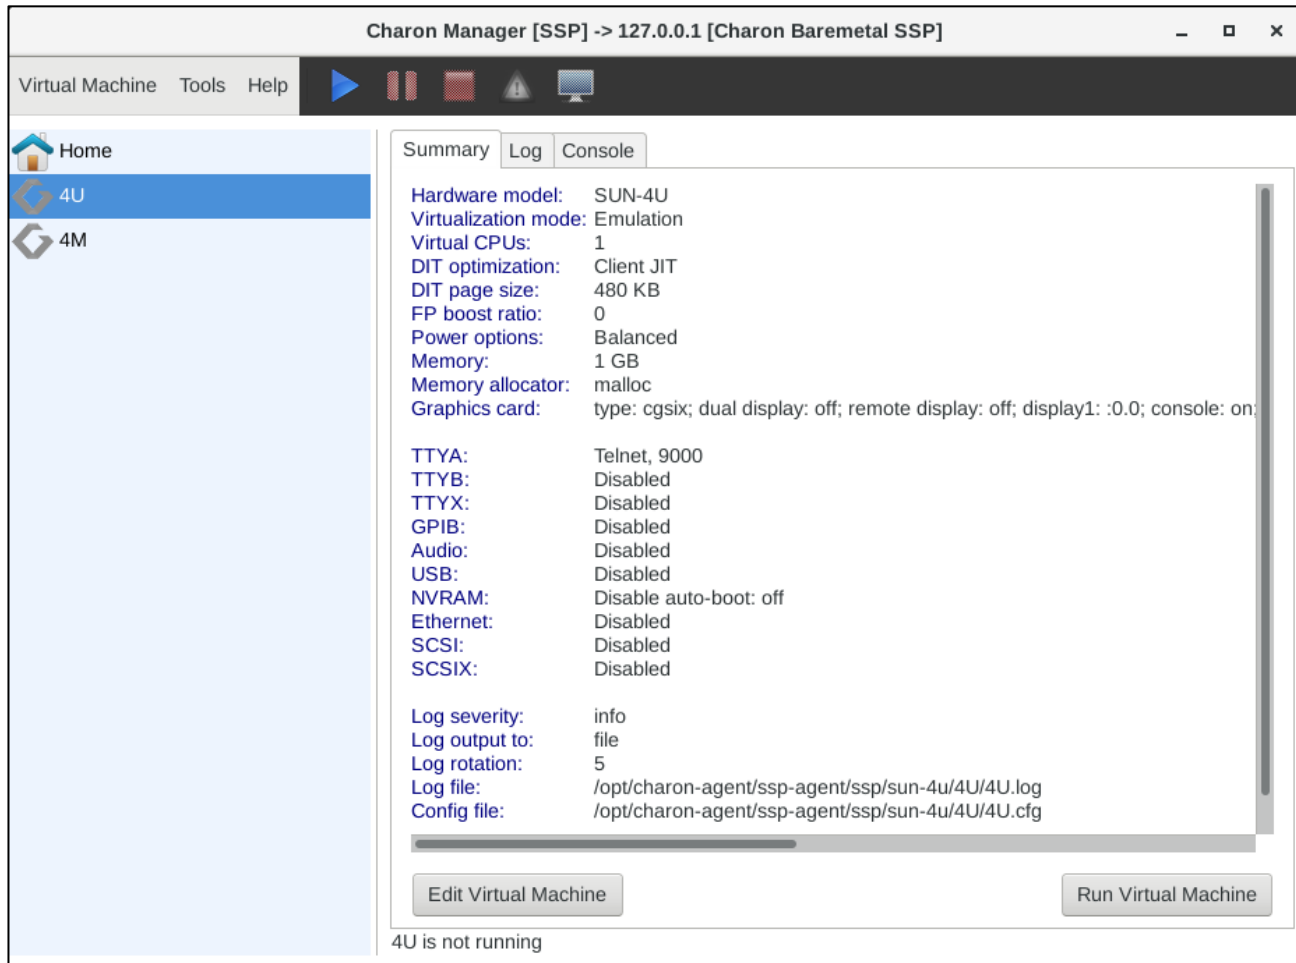 Charon Manager [SSP] -> 127.0.0.1 [Charon Baremetal SSP]
Virtual Machine Tools Help
Home
4U
4M
Summary Log Console
Hardware model: SUN-4U
Virtualization mode: Emulation
Virtual CPUs: 1
DIT optimization: Client JIT
DIT page size: 480 KB
FP boost ratio: 0
Power options: Balanced
Memory: 1 GB
Memory allocator: malloc
Graphics card: type: cgsix; dual display: off; remote display: off; display1: :0.0; console: on;
TTYA: Telnet, 9000
TTYB: Disabled
TTYX: Disabled
GPIB: Disabled
Audio: Disabled
USB: Disabled
NVRAM: Disable auto-boot: off
Ethernet: Disabled
SCSI: Disabled
SCSIX: Disabled
Log severity: info
Log output to: file
Log rotation: 5
Log file: /opt/charon-agent/ssp-agent/ssp/sun-4u/4U/4U.log
Config file: /opt/charon-agent/ssp-agent/ssp/sun-4u/4U/4U.cfg
Edit Virtual Machine Run Virtual Machine
4U is not running